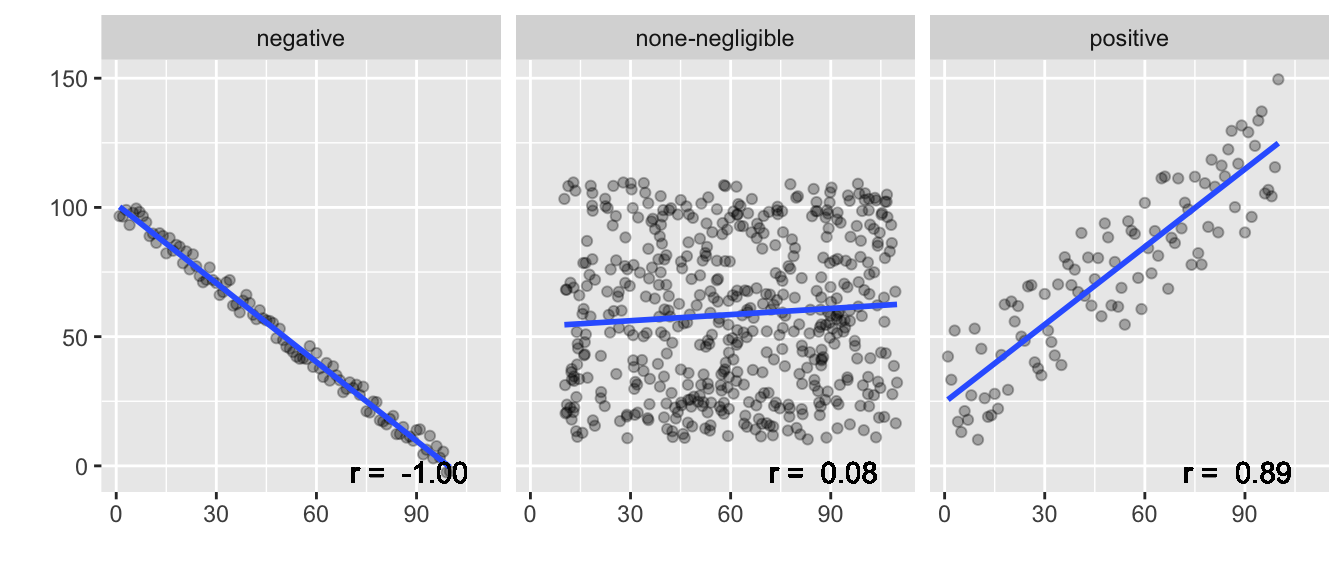 negative none-negligible positive
150
100
50
0
r = -1.00 r = 0.08 r = 0.89
0 30 60 90 0 30 60 90 0 30 60 90